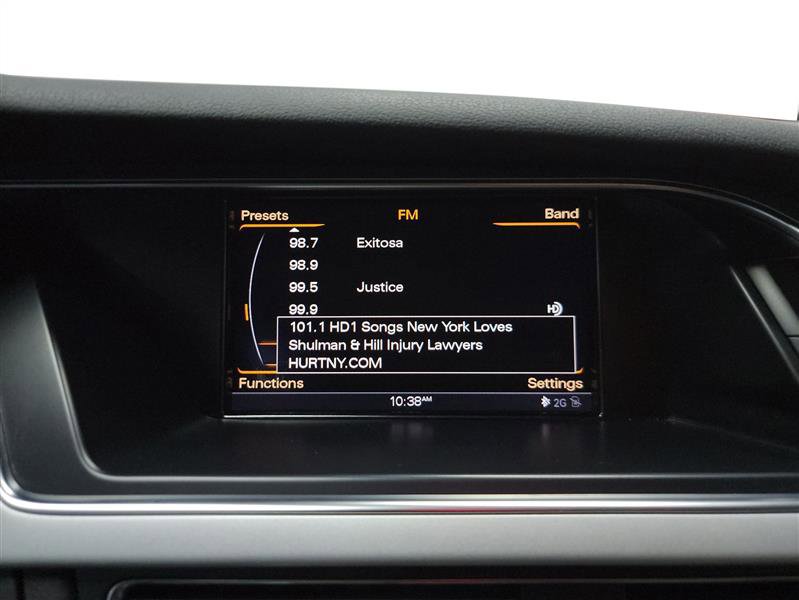 Presets FM Band
98.7 Exitosa
98.9
99.5 Justice
99.9 HD
101.1 HD1 Songs New York Loves
Shulman & Hill Injury Lawyers
HURTNY.COM
Functions Settings
10:38AM 2G